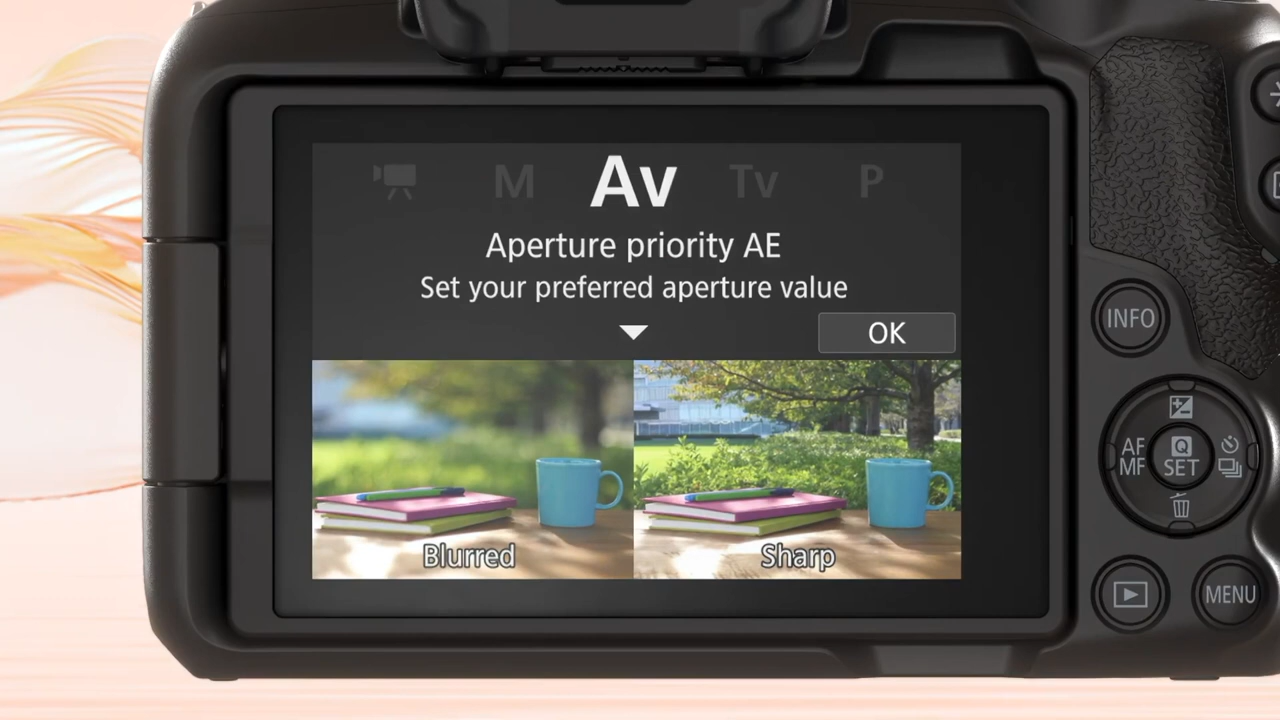 M Av Tv P
Aperture priority AE
Set your preferred aperture value
OK
Blurred Sharp
INFO
AF
MF
Q
SET
MENU